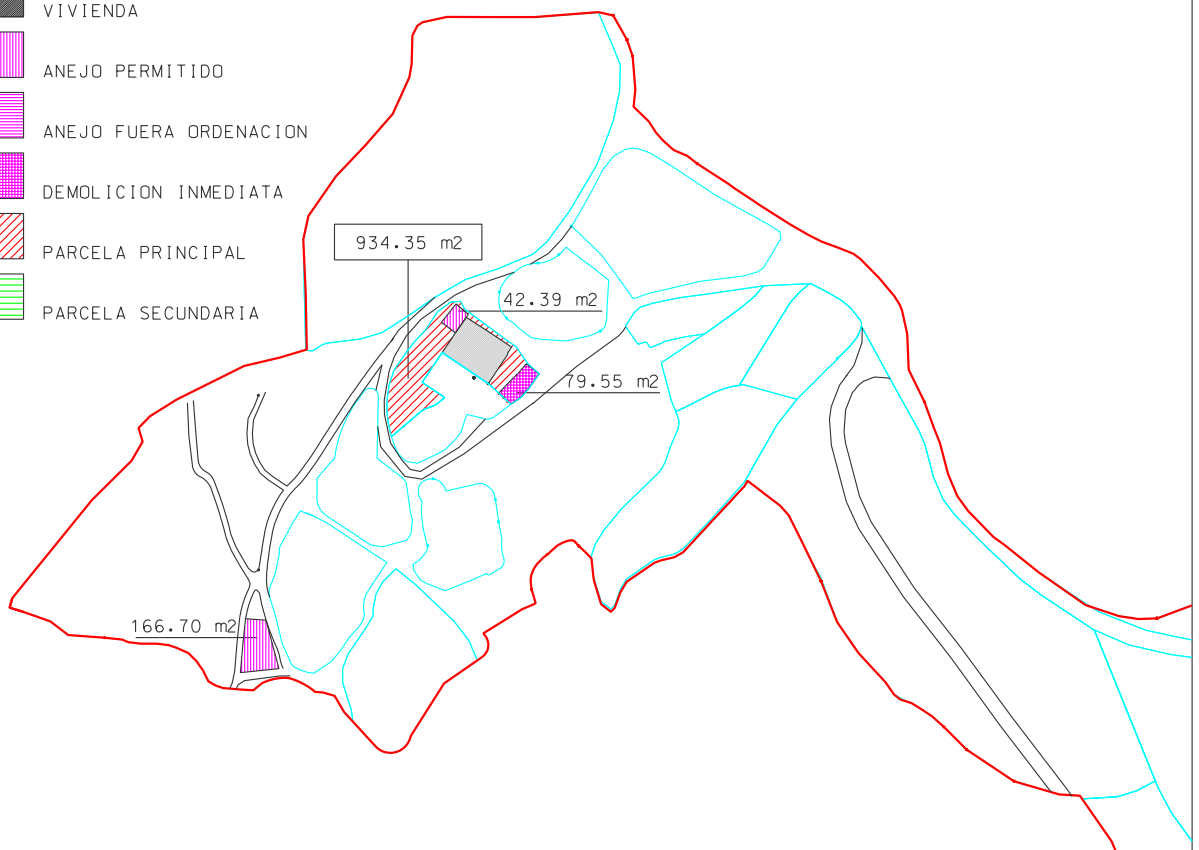 VIVIENDA
ANEJO PERMITIDO
ANEJO FUERA ORDENACION
DEMOLICION INMEDIATA
PARCELA PRINCIPAL
PARCELA SECUNDARIA
934.35 m2
42.39 m2
79.55 m2
166.70 m2